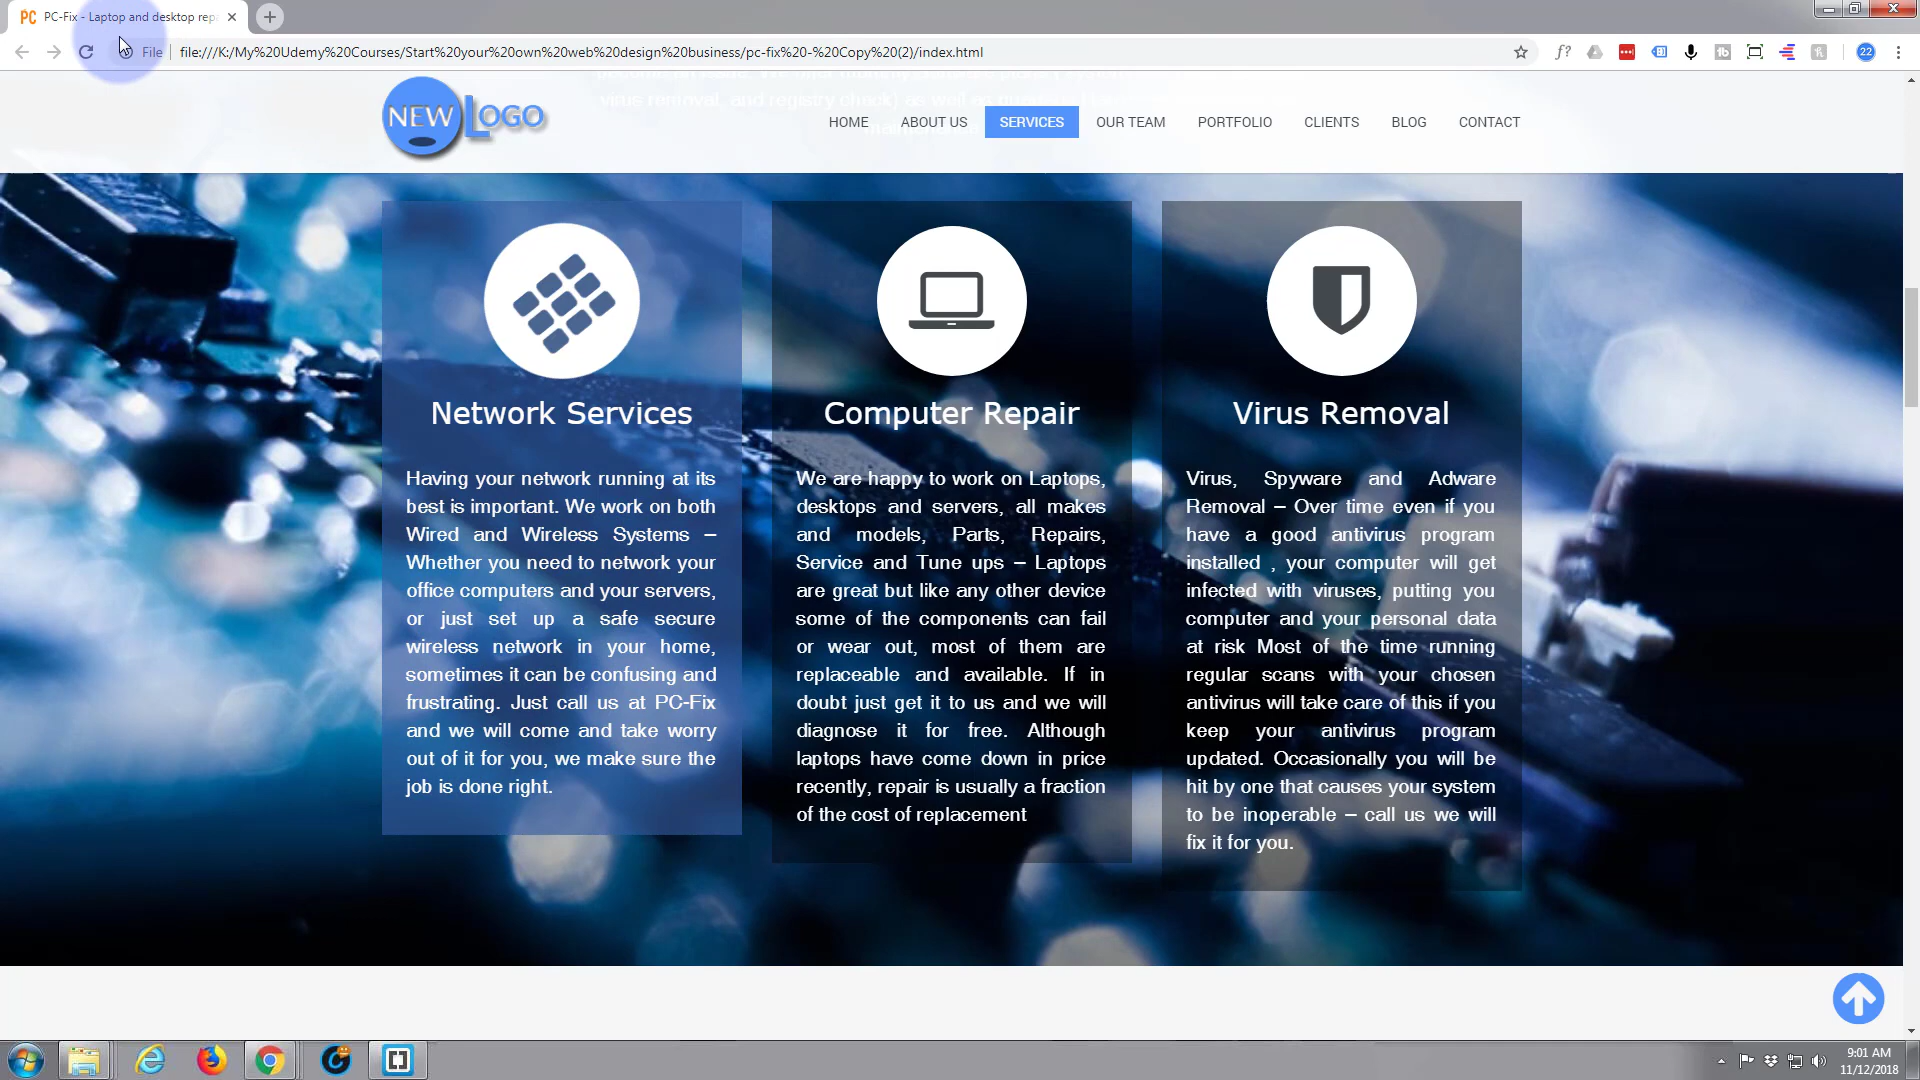 PC PC-Fix - Laptop and desktop rep
File file:///K:/My%20Udemy%20Courses/Start%20your%20own%20web%20design%20business/pc-fix%20-%20Copy%20(2)/index.html
f?
22
virus removal, and registry check) as well as
NEW LOGO
HOME ABOUT US SERVICES OUR TEAM PORTFOLIO CLIENTS BLOG CONTACT
Network Services
Having your network running at its
best is important. We work on both
Wired and Wireless Systems –
Whether you need to network your
office computers and your servers,
or just set up a safe secure
wireless network in your home,
sometimes it can be confusing and
frustrating. Just call us at PC-Fix
and we will come and take worry
out of it for you, we make sure the
job is done right.
Computer Repair
We are happy to work on Laptops,
desktops and servers, all makes
and models, Parts, Repairs,
Service and Tune ups – Laptops
are great but like any other device
some of the components can fail
or wear out, most of them are
replaceable and available. If in
doubt just get it to us and we will
diagnose it for free. Although
laptops have come down in price
recently, repair is usually a fraction
of the cost of replacement
Virus Removal
Virus, Spyware and Adware
Removal – Over time even if you
have a good antivirus program
installed , your computer will get
infected with viruses, putting you
computer and your personal data
at risk Most of the time running
regular scans with your chosen
antivirus will take care of this if you
keep your antivirus program
updated. Occasionally you will be
hit by one that causes your system
to be inoperable – call us we will
fix it for you.
9:01 AM
11/12/2018